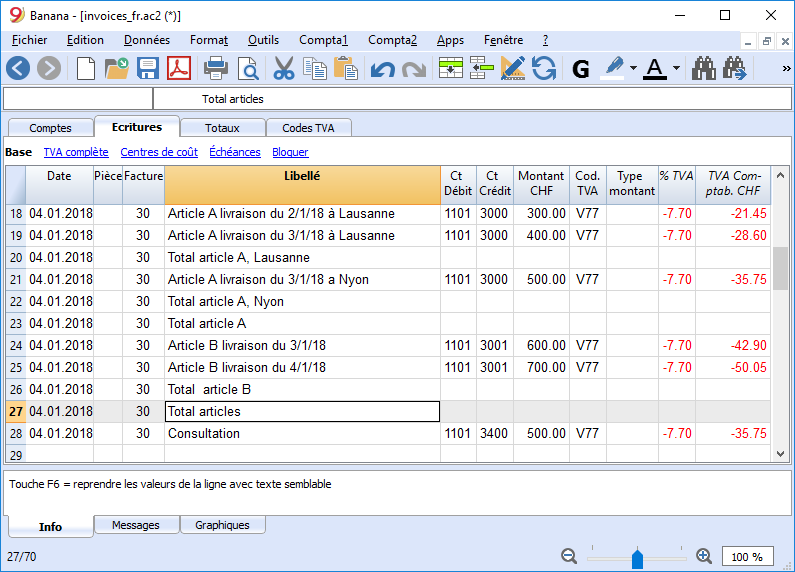 Banana - [invoices_fr.ac2 (*)]
Fichier Edition Données Format Outils Compta1 Compta2 Apps Fenêtre ?
G A »
Total articles
Comptes Ecritures Totaux Codes TVA
Base TVA complète Centres de coût Échéances Bloquer
Date Pièce Facture Libellé Ct Débit Ct Crédit Montant CHF Cod. TVA Type montant % TVA TVA Com- ptab. CHF
18 04.01.2018 30 Article A livraison du 2/1/18 à Lausanne 1101 3000 300.00 V77 -7.70 -21.45
19 04.01.2018 30 Article A livraison du 3/1/18 à Lausanne 1101 3000 400.00 V77 -7.70 -28.60
20 04.01.2018 30 Total article A, Lausanne
21 04.01.2018 30 Article A livraison du 3/1/18 a Nyon 1101 3000 500.00 V77 -7.70 -35.75
22 04.01.2018 30 Total article A, Nyon
23 04.01.2018 30 Total article A
24 04.01.2018 30 Article B livraison du 3/1/18 1101 3001 600.00 V77 -7.70 -42.90
25 04.01.2018 30 Article B livraison du 4/1/18 1101 3001 700.00 V77 -7.70 -50.05
26 04.01.2018 30 Total  article B
27 04.01.2018 30 Total articles
28 04.01.2018 30 Consultation 1101 3400 500.00 V77 -7.70 -35.75
29
Touche F6 = reprendre les valeurs de la ligne avec texte semblable
Info Messages Graphiques
27/70 100 %